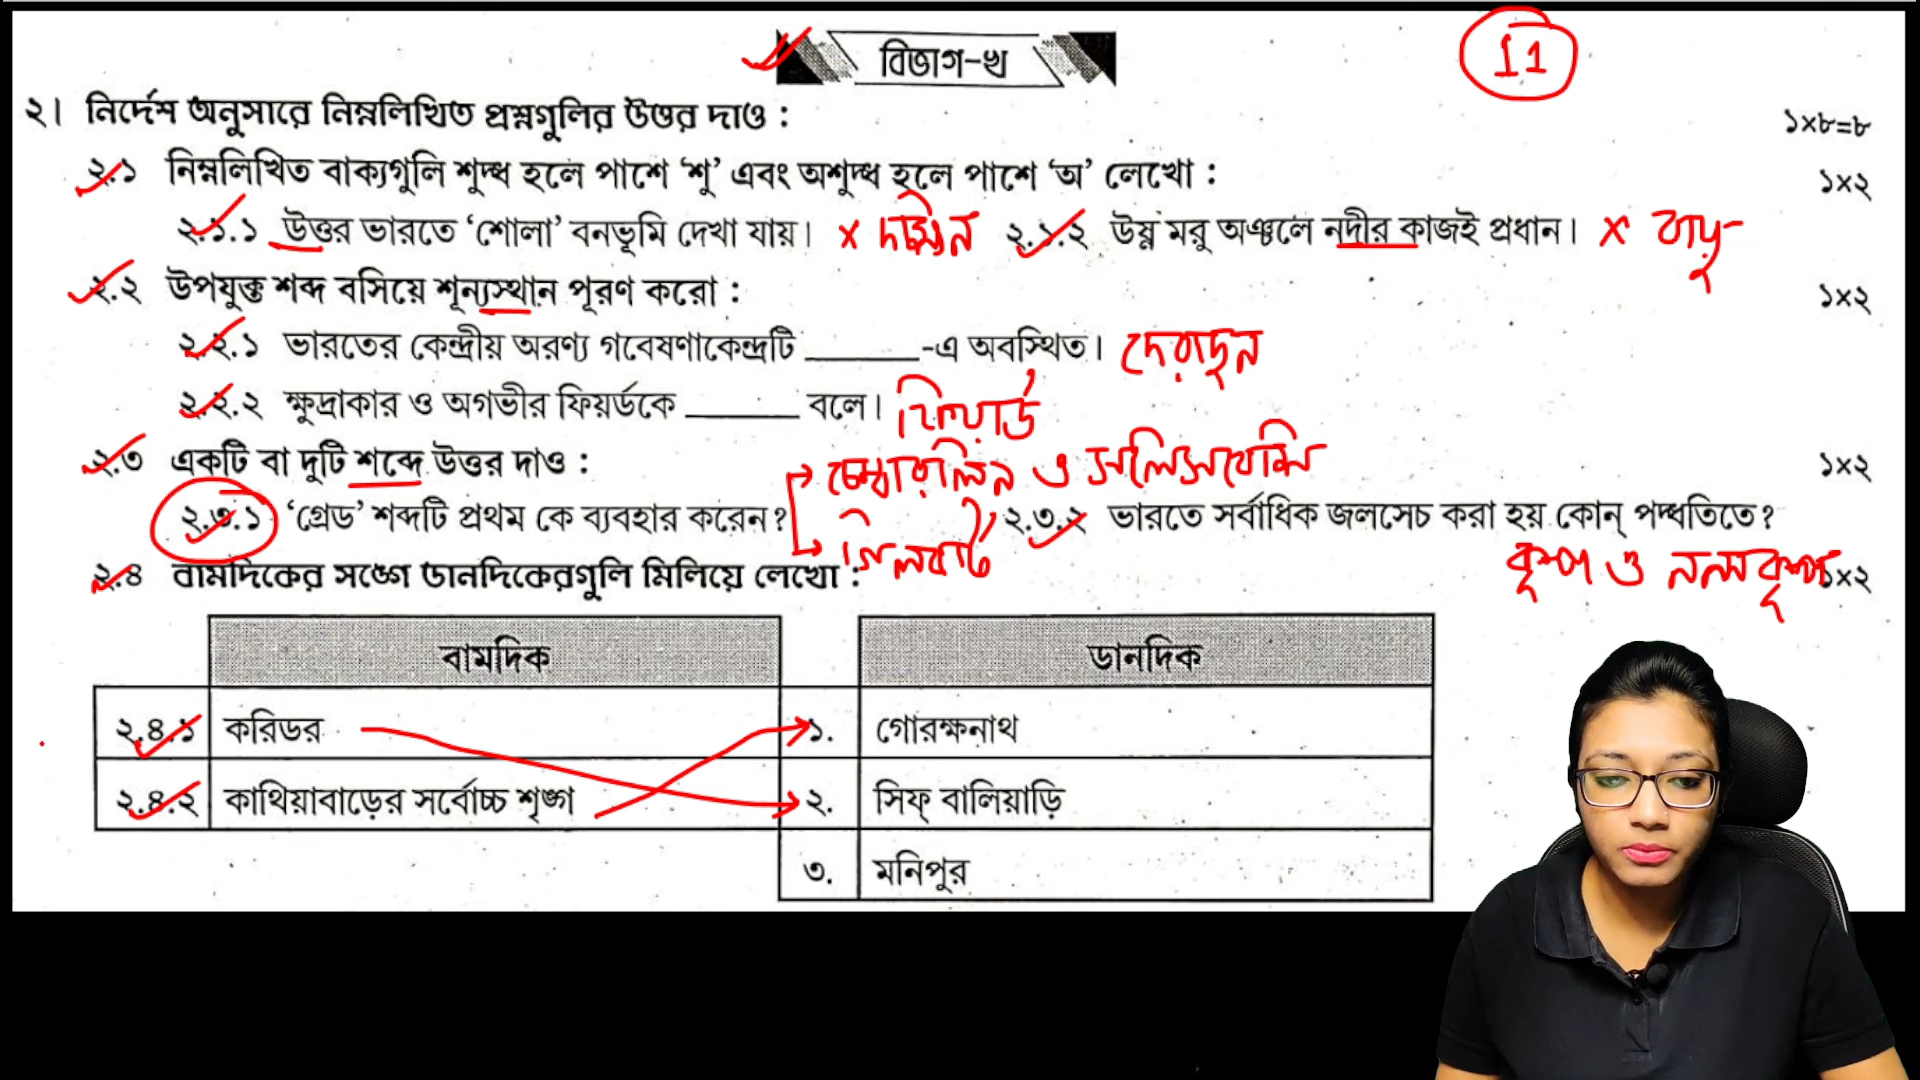 বিভাগ-খ
11
২। নির্দেশ অনুসারে নিম্নলিখিত প্রশ্নগুলির উত্তর দাও : ১×৮=৮
২.১ নিম্নলিখিত বাক্যগুলি শুদ্ধ হলে পাশে ‘শু’ এবং অশুদ্ধ হলে পাশে ‘অ’ লেখো : ১×২
২.১.১ উত্তর ভারতে ‘শোলা’ বনভূমি দেখা যায়। × দক্ষিন ২.১.২ উষ্ণ মরু অঞ্চলে নদীর কাজই প্রধান। × বায়ু
২.২ উপযুক্ত শব্দ বসিয়ে শূন্যস্থান পূরণ করো : ১×২
২.২.১ ভারতের কেন্দ্রীয় অরণ্য গবেষণাকেন্দ্রটি ______-এ অবস্থিত। দেরাদুন
২.২.২ ক্ষুদ্রাকার ও অগভীর ফিয়র্ডকে ______ বলে। ফিয়ার্ড
২.৩ একটি বা দুটি শব্দে উত্তর দাও : ১×২
চেম্বারলিন ও সলিসবেরি
২.৩.১ ‘গ্রেড’ শব্দটি প্রথম কে ব্যবহার করেন? ২.৩.২ ভারতে সর্বাধিক জলসেচ করা হয় কোন্ পদ্ধতিতে?
গিলবার্ট কূপ ও নলকূপ
২.৪ বামদিকের সঙ্গে ডানদিকেরগুলি মিলিয়ে লেখো : ১×২
বামদিক ডানদিক
২.৪.১ করিডর ১. গোরক্ষনাথ
২.৪.২ কাথিয়াবাড়ের সর্বোচ্চ শৃঙ্গ ২. সিফ্ বালিয়াড়ি
৩. মনিপুর